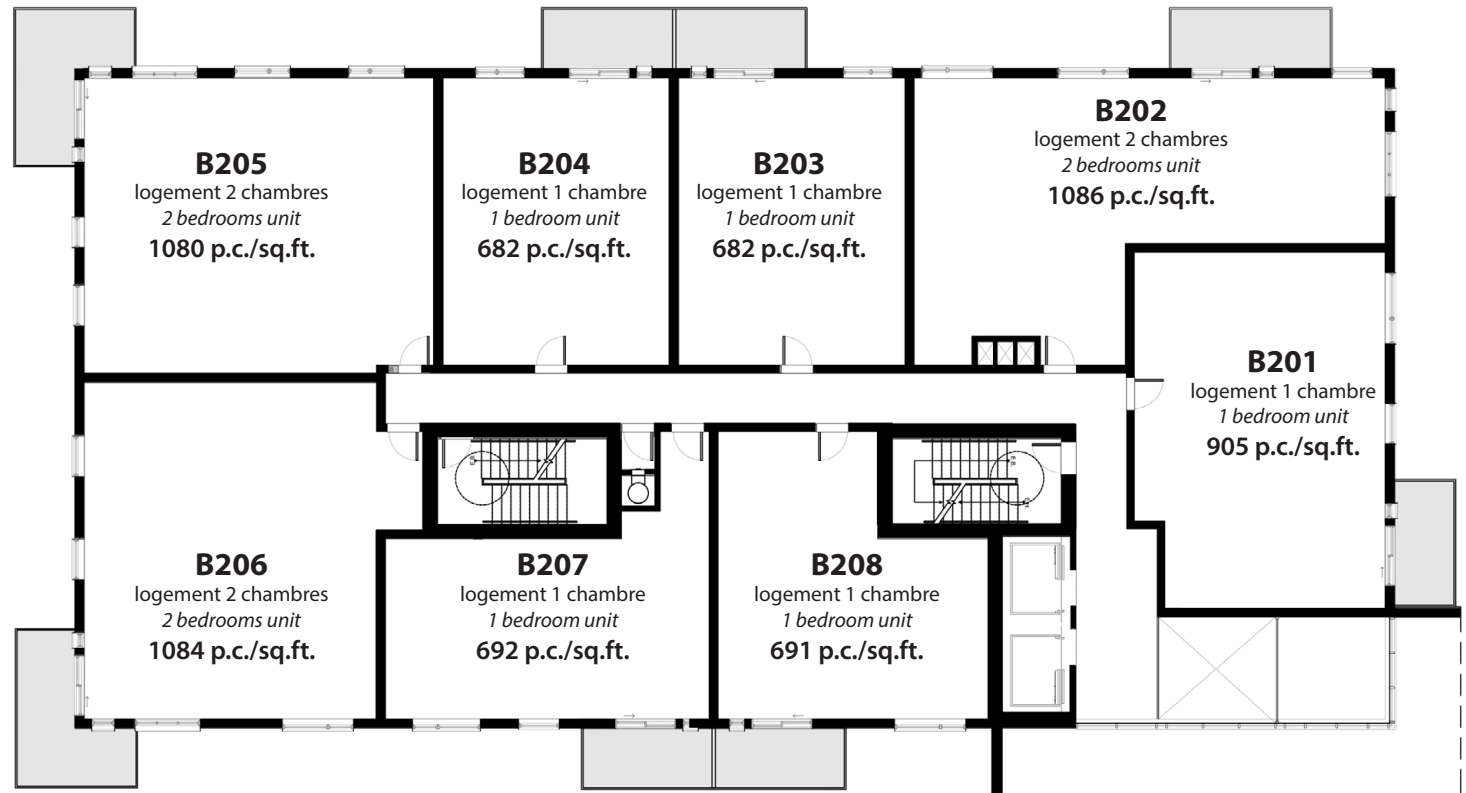 B205
logement 2 chambres
2 bedrooms unit
1080 p.c./sq.ft.
B204
logement 1 chambre
1 bedroom unit
682 p.c./sq.ft.
B203
logement 1 chambre
1 bedroom unit
682 p.c./sq.ft.
B202
logement 2 chambres
2 bedrooms unit
1086 p.c./sq.ft.
B201
logement 1 chambre
1 bedroom unit
905 p.c./sq.ft.
B206
logement 2 chambres
2 bedrooms unit
1084 p.c./sq.ft.
B207
logement 1 chambre
1 bedroom unit
692 p.c./sq.ft.
B208
logement 1 chambre
1 bedroom unit
691 p.c./sq.ft.